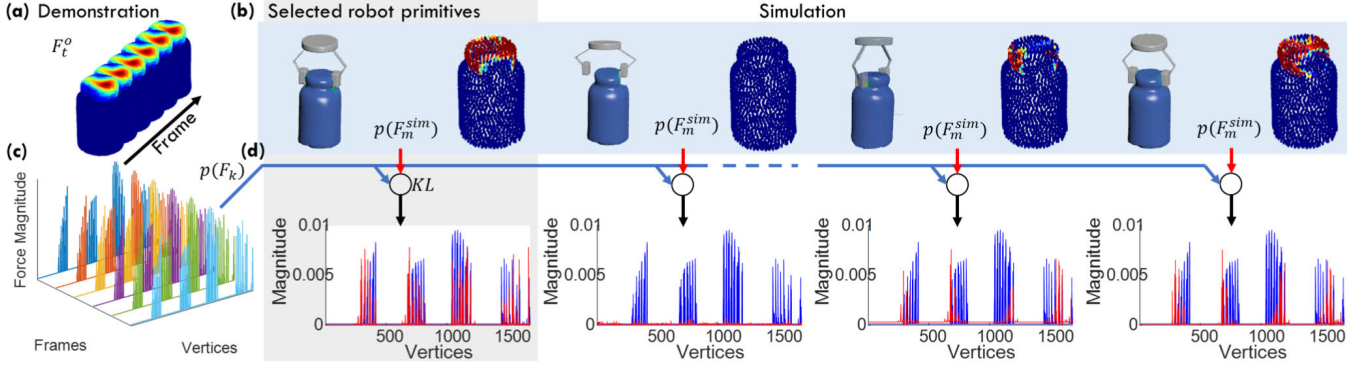 (a) Demonstration
F_t^o
Frame
(b) Selected robot primitives
Simulation
p(F_m^{sim})
p(F_m^{sim})
p(F_m^{sim})
p(F_m^{sim})
(c)
p(F_k)
Force Magnitude
Frames
Vertices
(d)
KL
Magnitude
0.01
0.005
0
500 1000 1500
Vertices
Magnitude
0.01
0.005
0
500 1000 1500
Vertices
Magnitude
0.01
0.005
0
500 1000 1500
Vertices
Magnitude
0.01
0.005
0
500 1000 1500
Vertices